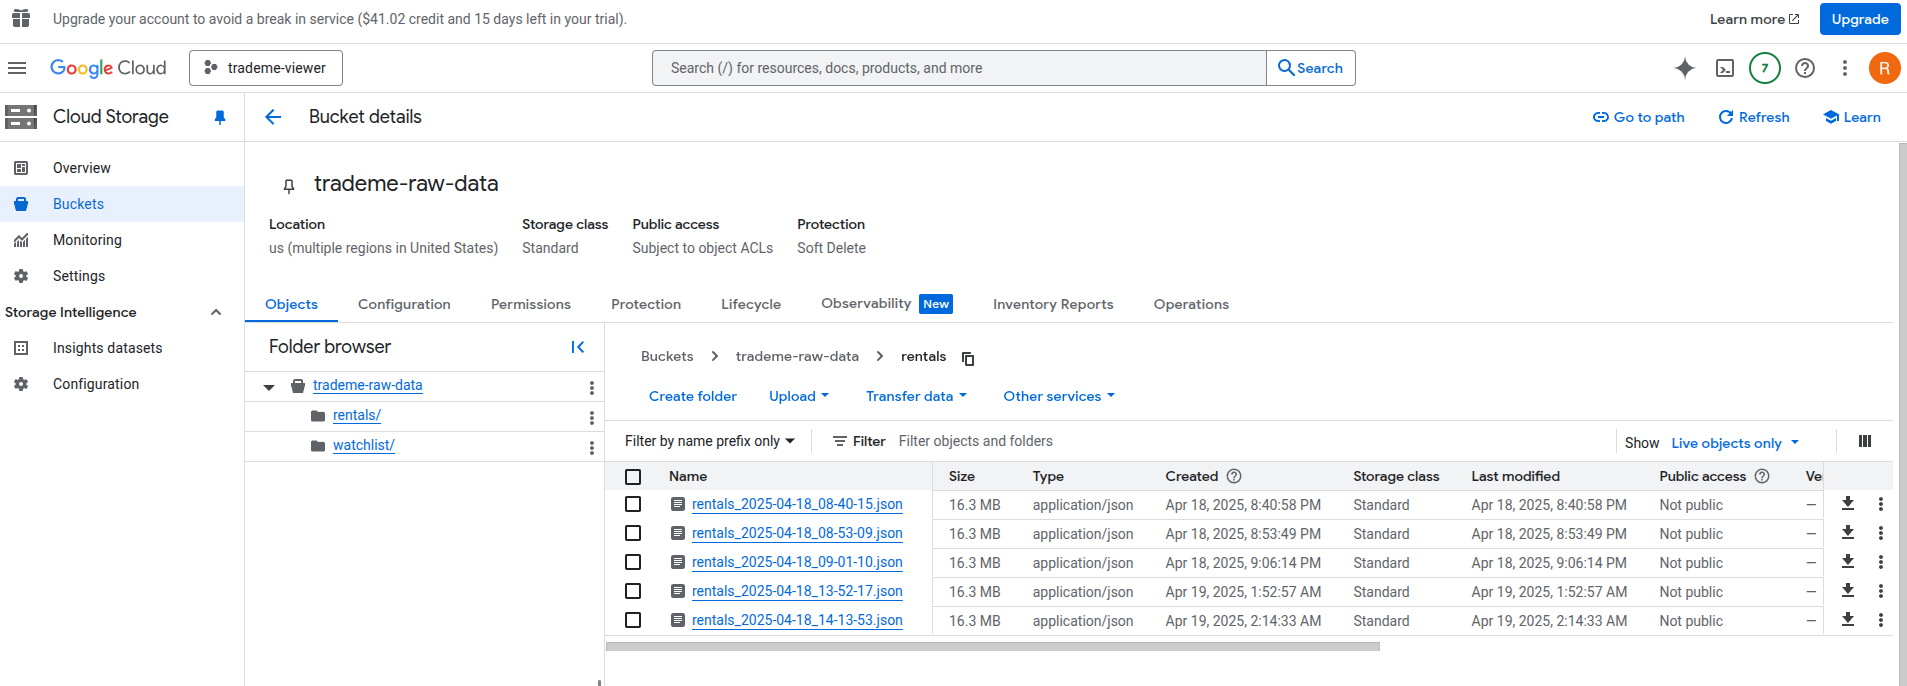 Upgrade your account to avoid a break in service ($41.02 credit and 15 days left in your trial).
Learn more
Upgrade
Google Cloud
trademe-viewer
Search (/) for resources, docs, products, and more
Search
7
R
Cloud Storage
Bucket details
Go to path
Refresh
Learn
Overview
Buckets
Monitoring
Settings
Storage Intelligence
Insights datasets
Configuration
trademe-raw-data
Location
Storage class
Public access
Protection
us (multiple regions in United States)
Standard
Subject to object ACLs
Soft Delete
Objects
Configuration
Permissions
Protection
Lifecycle
Observability
New
Inventory Reports
Operations
Folder browser
trademe-raw-data
rentals/
watchlist/
Buckets > trademe-raw-data > rentals
Create folder
Upload
Transfer data
Other services
Filter by name prefix only
Filter
Filter objects and folders
Show
Live objects only
Name Size Type Created Storage class Last modified Public access Ve
rentals_2025-04-18_08-40-15.json 16.3 MB application/json Apr 18, 2025, 8:40:58 PM Standard Apr 18, 2025, 8:40:58 PM Not public —
rentals_2025-04-18_08-53-09.json 16.3 MB application/json Apr 18, 2025, 8:53:49 PM Standard Apr 18, 2025, 8:53:49 PM Not public —
rentals_2025-04-18_09-01-10.json 16.3 MB application/json Apr 18, 2025, 9:06:14 PM Standard Apr 18, 2025, 9:06:14 PM Not public —
rentals_2025-04-18_13-52-17.json 16.3 MB application/json Apr 19, 2025, 1:52:57 AM Standard Apr 19, 2025, 1:52:57 AM Not public —
rentals_2025-04-18_14-13-53.json 16.3 MB application/json Apr 19, 2025, 2:14:33 AM Standard Apr 19, 2025, 2:14:33 AM Not public —